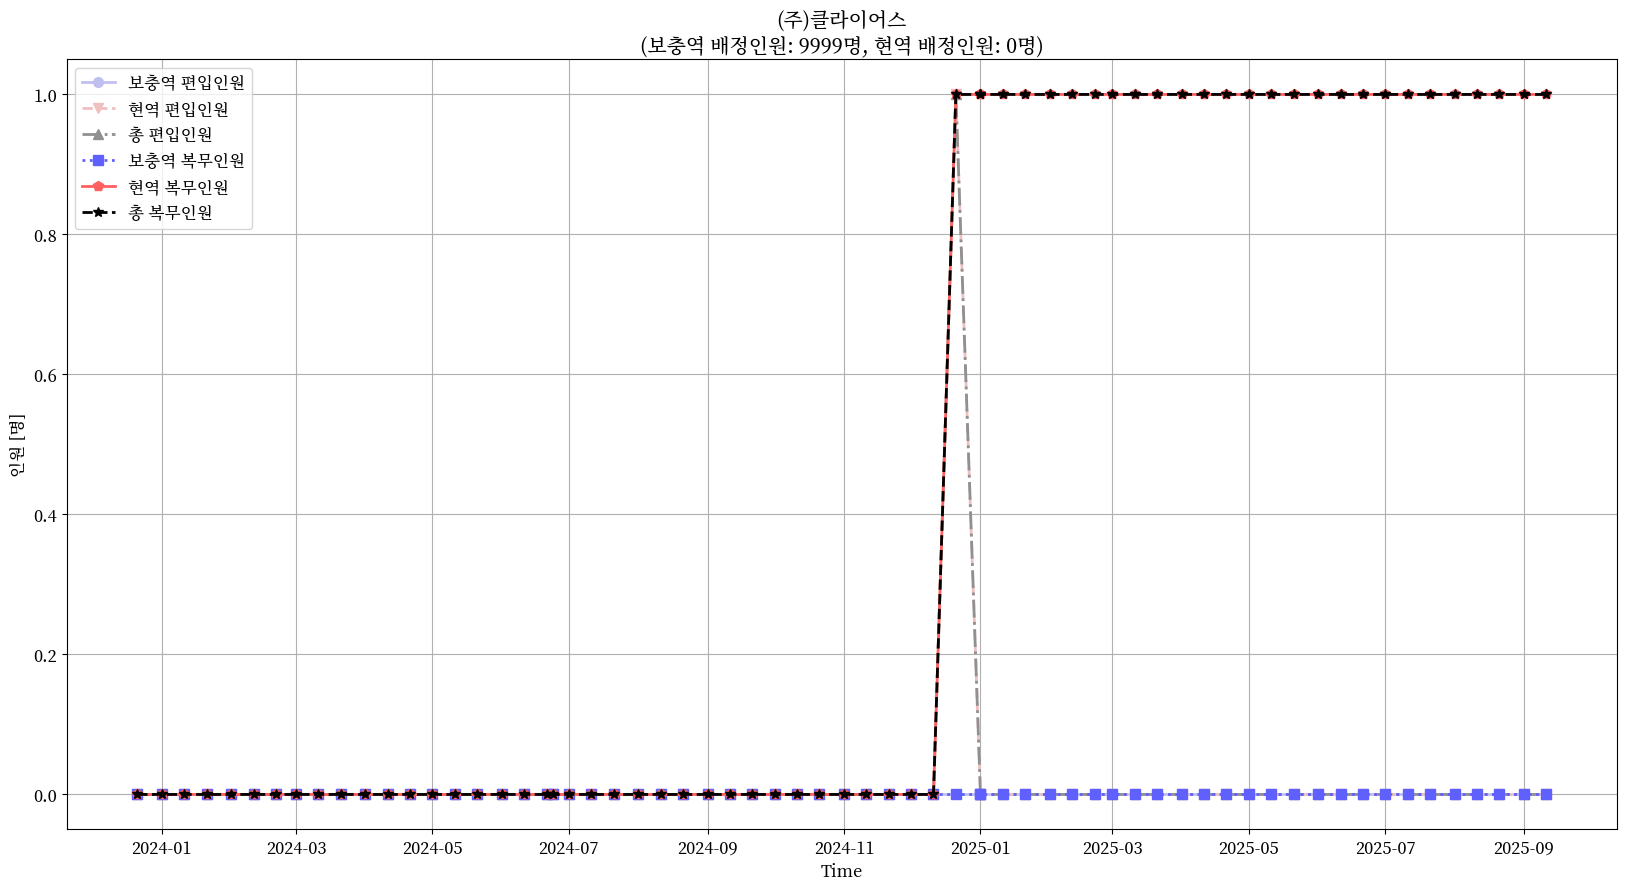 (주)클라이어스
(보충역 배정인원: 9999명, 현역 배정인원: 0명)
보충역 편입인원
현역 편입인원
총 편입인원
보충역 복무인원
현역 복무인원
총 복무인원
인원 [명]
1.0
0.8
0.6
0.4
0.2
0.0
2024-01
2024-03
2024-05
2024-07
2024-09
2024-11
2025-01
2025-03
2025-05
2025-07
2025-09
Time